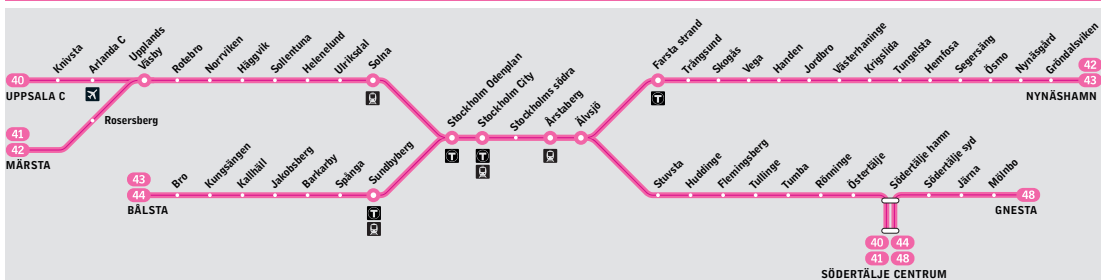 40
UPPSALA C
Knivsta
Arlanda C
Upplands
Väsby
Rotebro
Norrviken
Häggvik
Sollentuna
Helenelund
Ulriksdal
Solna
41
42
MÄRSTA
Rosersberg
43
44
BÅLSTA
Bro
Kungsängen
Kallhäll
Jakobsberg
Barkarby
Spånga
Sundbyberg
T
Stockholm Odenplan
T
Stockholm City
T
Stockholms södra
Årstaberg
Älvsjö
Farsta strand
T
Trångsund
Skogås
Vega
Handen
Jordbro
Västerhaninge
Krigslida
Tungelsta
Hemfosa
Segersäng
Ösmo
Nynäsgård
Gröndalsviken
42
43
NYNÄSHAMN
Stuvsta
Huddinge
Flemingsberg
Tullinge
Tumba
Rönninge
Östertälje
Södertälje hamn
Södertälje syd
Järna
Mölnbo
48
GNESTA
40 44
41 48
SÖDERTÄLJE CENTRUM